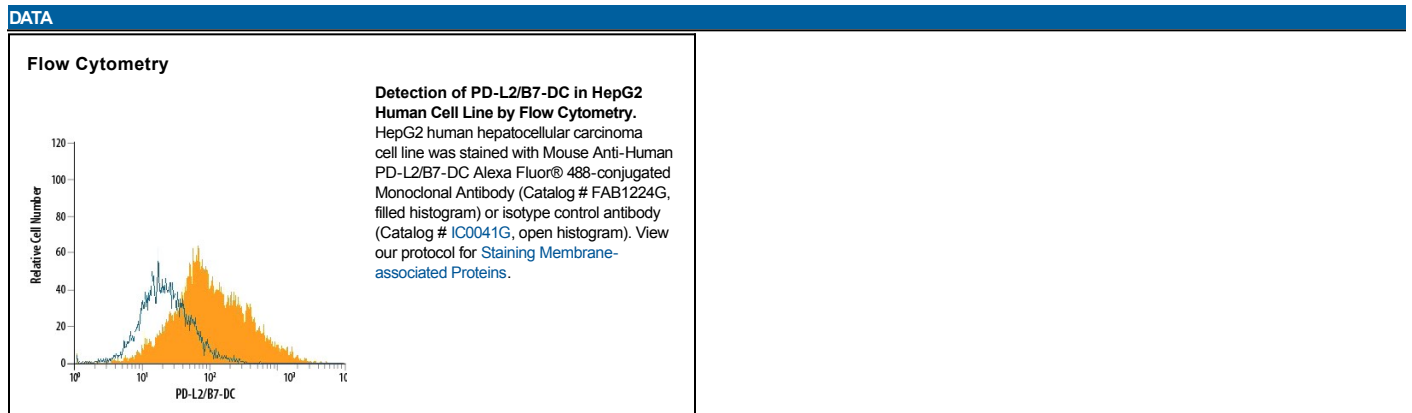 DATA
Flow Cytometry
Detection of PD-L2/B7-DC in HepG2
Human Cell Line by Flow Cytometry.
HepG2 human hepatocellular carcinoma
cell line was stained with Mouse Anti-Human
PD-L2/B7-DC Alexa Fluor® 488-conjugated
Monoclonal Antibody (Catalog # FAB1224G,
filled histogram) or isotype control antibody
(Catalog # IC0041G, open histogram). View
our protocol for Staining Membrane-
associated Proteins.
120
100
80
60
40
20
0
Relative Cell Number
10⁰ 10¹ 10² 10³ 10
PD-L2/B7-DC